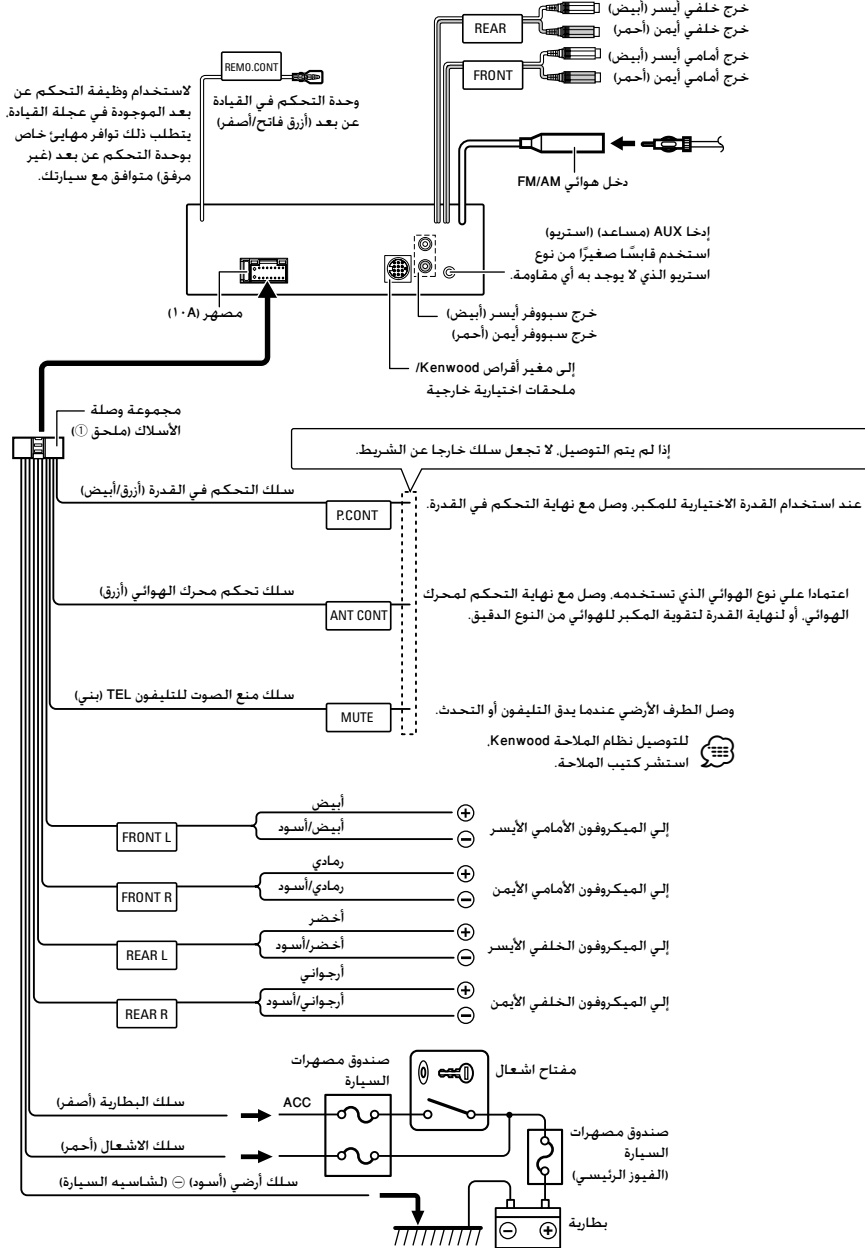 خرج خلفي أيسر (أبيض)
خرج خلفي أيمن (أحمر)
REAR
خرج أمامي أيسر (أبيض)
خرج أمامي أيمن (أحمر)
FRONT
REMO.CONT
وحدة التحكم في القيادة
عن بعد (أزرق فاتح/أصفر)
لاستخدام وظيفة التحكم عن
بعد الموجودة في عجلة القيادة،
يتطلب ذلك توافر مهايئ خاص
بوحدة التحكم عن بعد (غير
مرفق) متوافق مع سيارتك.
دخل هوائي FM/AM
إدخا AUX (مساعد) (استريو)
استخدم قابسًا صغيرًا من نوع
استريو الذي لا يوجد به أي مقاومة.
مصهر (١٠A)
خرج سبووفر أيسر (أبيض)
خرج سبووفر أيمن (أحمر)
إلى مغير أقراص Kenwood/
ملحقات اختيارية خارجية
مجموعة وصلة
الأسلاك (ملحق ①)
إذا لم يتم التوصيل، لا تجعل سلك خارجا عن الشريط.
سلك التحكم في القدرة (أزرق/أبيض)
P.CONT
عند استخدام القدرة الاختيارية للمكبر، وصل مع نهاية التحكم في القدرة.
سلك تحكم محرك الهوائي (أزرق)
ANT CONT
اعتمادا علي نوع الهوائي الذي تستخدمه، وصل مع نهاية التحكم لمحرك
الهوائي، أو لنهاية القدرة لتقوية المكبر للهوائي من النوع الدقيق.
سلك منع الصوت للتليفون TEL (بني)
MUTE
وصل الطرف الأرضي عندما يدق التليفون أو التحدث.
للتوصيل نظام الملاحة Kenwood،
استشر كتيب الملاحة.
أبيض
أبيض/أسود
FRONT L
إلي الميكروفون الأمامي الأيسر
رمادي
رمادي/أسود
FRONT R
إلي الميكروفون الأمامي الأيمن
أخضر
أخضر/أسود
REAR L
إلي الميكروفون الخلفي الأيسر
أرجواني
أرجواني/أسود
REAR R
إلي الميكروفون الخلفي الأيمن
صندوق مصهرات
السيارة
مفتاح اشعال
ACC
سلك البطارية (أصفر)
سلك الاشعال (أحمر)
صندوق مصهرات
السيارة
(الفيوز الرئيسي)
سلك أرضي (أسود) ⊖ (لشاسيه السيارة)
بطارية